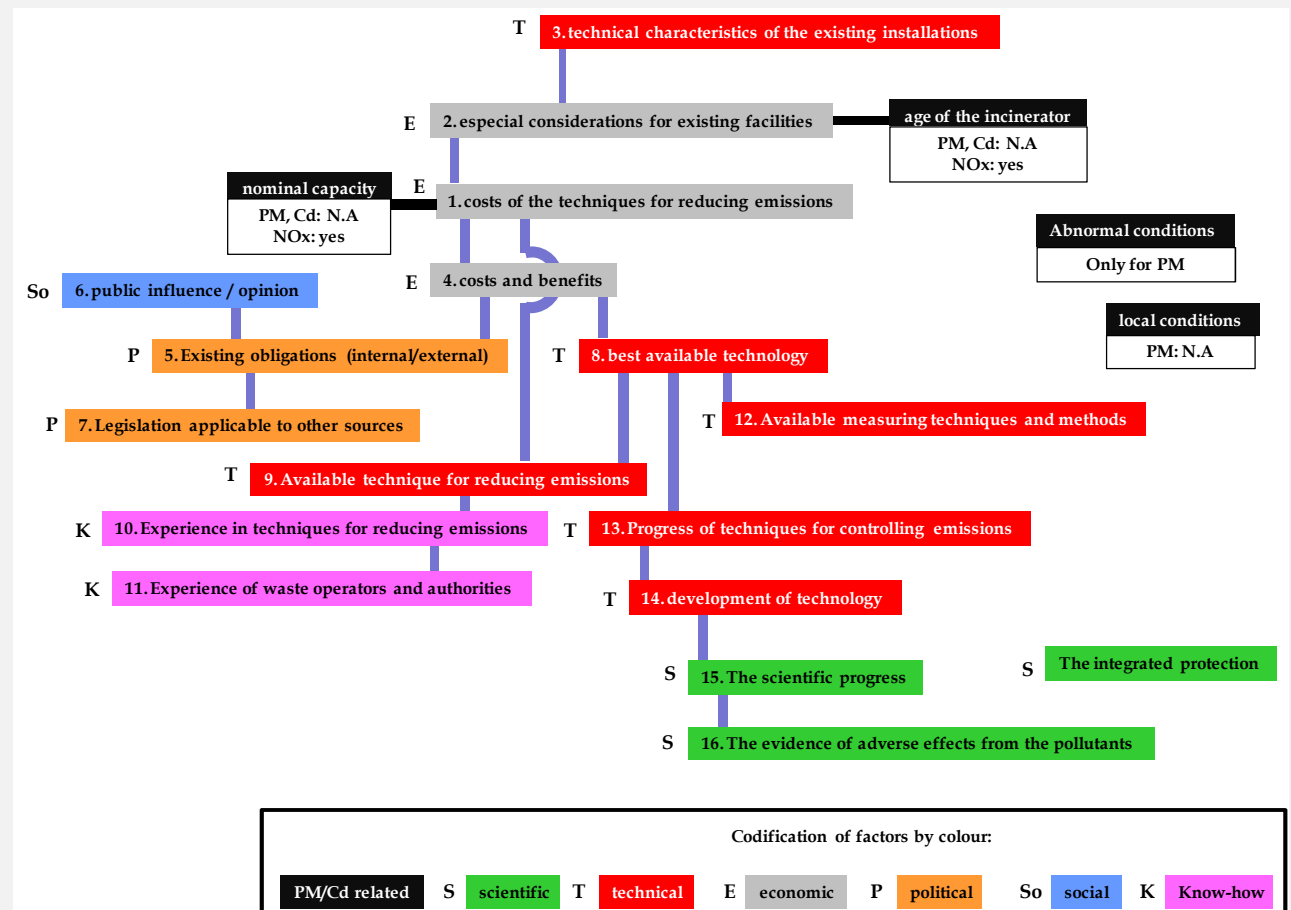 T 3.technical characteristics of the existing installations
E 2.especial considerations for existing facilities
age of the incinerator
PM, Cd: N.A
NOx: yes
nominal capacity
PM, Cd: N.A
NOx: yes
E 1.costs of the techniques for reducing emissions
Abnormal conditions
Only for PM
So 6.public influence / opinion
E 4.costs and benefits
local conditions
PM: N.A
P 5.Existing obligations (internal/external)
T 8.best available technology
P 7.Legislation applicable to other sources
T 12.Available measuring techniques and methods
T 9.Available technique for reducing emissions
K 10.Experience in techniques for reducing emissions
T 13.Progress of techniques for controlling emissions
K 11.Experience of waste operators and authorities
T 14.development of technology
S 15.The scientific progress
S The integrated protection
S 16.The evidence of adverse effects from the pollutants
Codification of factors by colour:
PM/Cd related S scientific T technical E economic P political So social K Know-how